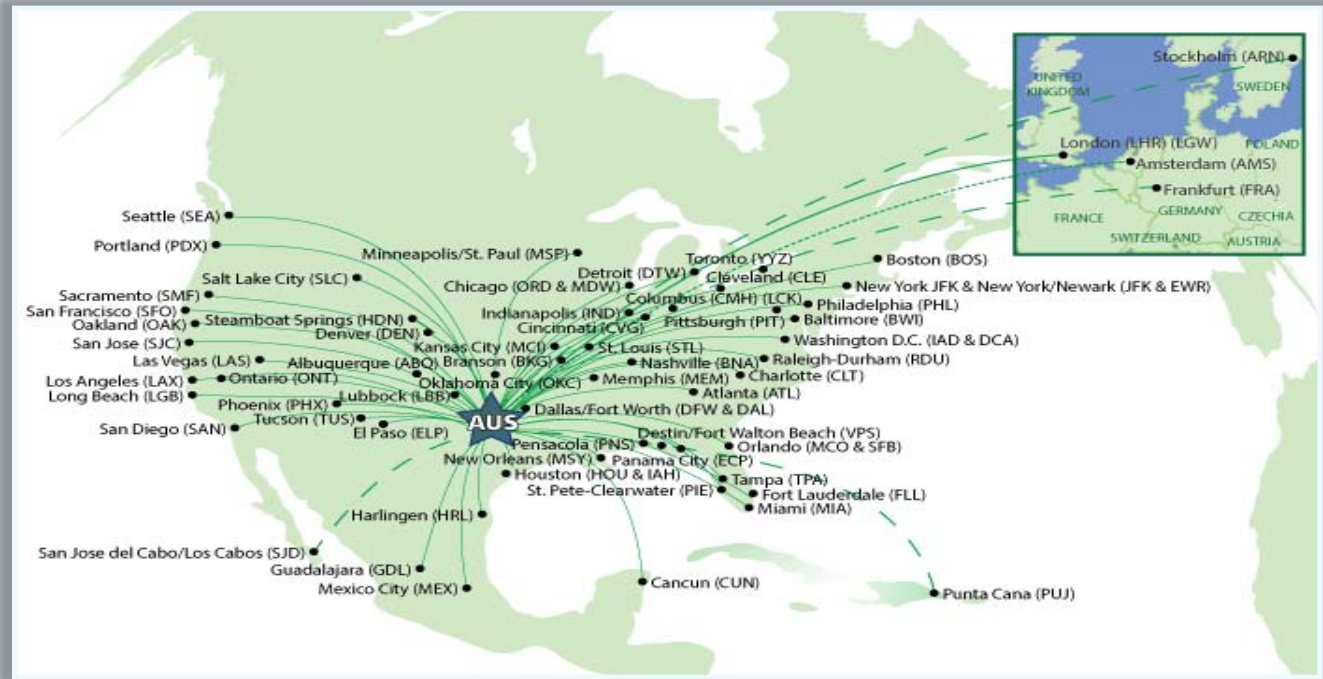 Stockholm (ARN)
UNITED
KINGDOM
SWEDEN
London (LHR) (LGW)
POLAND
Amsterdam (AMS)
Frankfurt (FRA)
FRANCE
GERMANY
CZECHIA
SWITZERLAND
AUSTRIA
Seattle (SEA)
Portland (PDX)
Minneapolis/St. Paul (MSP)
Toronto (YYZ)
Boston (BOS)
Detroit (DTW)
Cleveland (CLE)
Salt Lake City (SLC)
Chicago (ORD & MDW)
New York JFK & New York/Newark (JFK & EWR)
Sacramento (SMF)
Columbus (CMH) (LCK)
Philadelphia (PHL)
San Francisco (SFO)
Indianapolis (IND)
Oakland (OAK)
Steamboat Springs (HDN)
Cincinnati (CVG)
Pittsburgh (PIT)
Baltimore (BWI)
Denver (DEN)
San Jose (SJC)
Kansas City (MCI)
St. Louis (STL)
Washington D.C. (IAD & DCA)
Las Vegas (LAS)
Albuquerque (ABQ)
Branson (BKG)
Nashville (BNA)
Raleigh-Durham (RDU)
Los Angeles (LAX)
Ontario (ONT)
Oklahoma City (OKC)
Memphis (MEM)
Charlotte (CLT)
Long Beach (LGB)
Lubbock (LBB)
Atlanta (ATL)
Phoenix (PHX)
Dallas/Fort Worth (DFW & DAL)
Tucson (TUS)
AUS
San Diego (SAN)
El Paso (ELP)
Destin/Fort Walton Beach (VPS)
Pensacola (PNS)
Orlando (MCO & SFB)
New Orleans (MSY)
Panama City (ECP)
Houston (HOU & IAH)
Tampa (TPA)
St. Pete-Clearwater (PIE)
Fort Lauderdale (FLL)
Miami (MIA)
Harlingen (HRL)
San Jose del Cabo/Los Cabos (SJD)
Guadalajara (GDL)
Mexico City (MEX)
Cancun (CUN)
Punta Cana (PUJ)